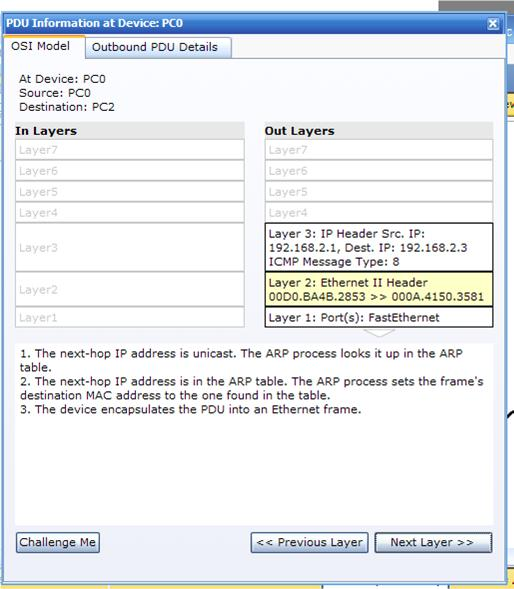 PDU Information at Device: PC0
OSI Model
Outbound PDU Details
At Device: PC0
Source: PC0
Destination: PC2
In Layers
Out Layers
Layer7
Layer7
Layer6
Layer6
Layer5
Layer5
Layer4
Layer4
Layer3
Layer 3: IP Header Src. IP:
192.168.2.1, Dest. IP: 192.168.2.3
ICMP Message Type: 8
Layer2
Layer 2: Ethernet II Header
00D0.BA4B.2853 >> 000A.4150.3581
Layer1
Layer 1: Port(s): FastEthernet
1. The next-hop IP address is unicast. The ARP process looks it up in the ARP
table.
2. The next-hop IP address is in the ARP table. The ARP process sets the frame's
destination MAC address to the one found in the table.
3. The device encapsulates the PDU into an Ethernet frame.
Challenge Me
<< Previous Layer
Next Layer >>